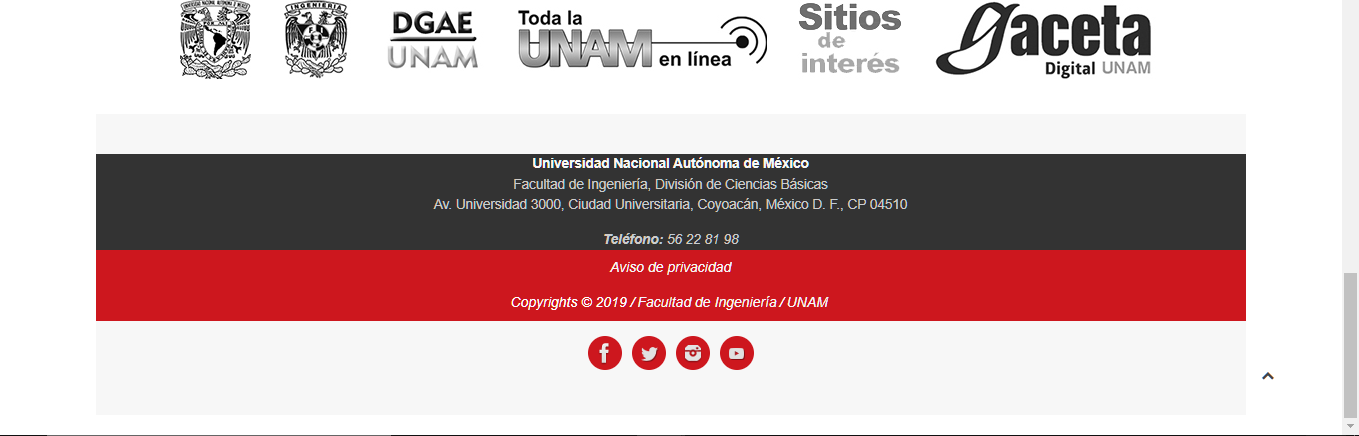 INGENIERIA
DGAE
UNAM
Toda la
UNAM
en línea
Sitios
de
interés
gaceta
Digital UNAM
Universidad Nacional Autónoma de México
Facultad de Ingeniería, División de Ciencias Básicas
Av. Universidad 3000, Ciudad Universitaria, Coyoacán, México D. F., CP 04510
Teléfono: 56 22 81 98
Aviso de privacidad
Copyrights © 2019 / Facultad de Ingeniería / UNAM